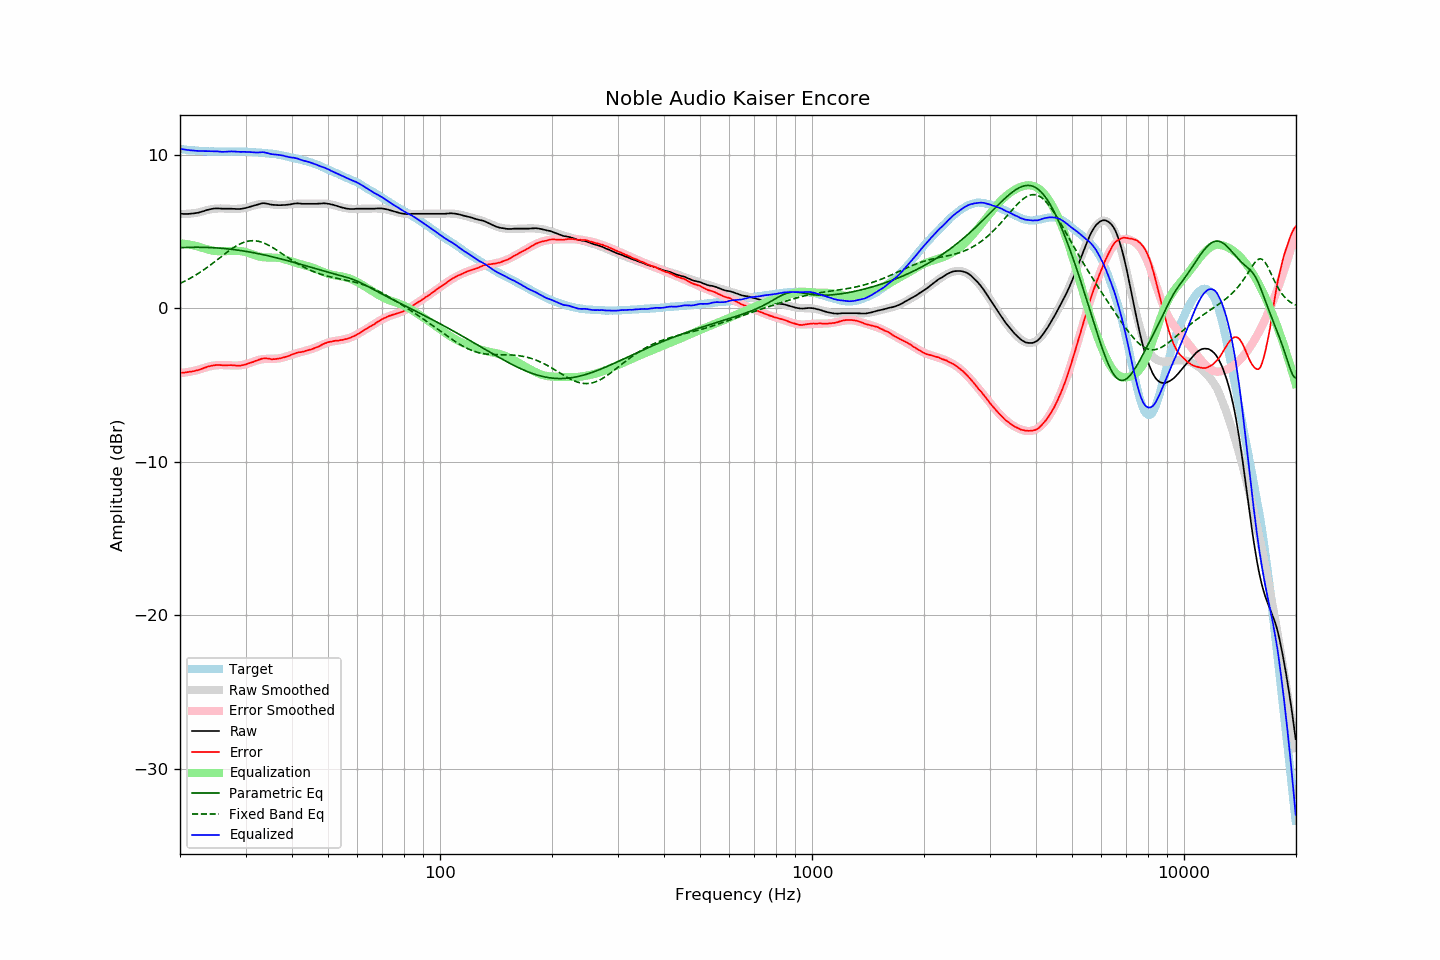 Noble Audio Kaiser Encore
10
0
−10
−20
−30
Amplitude (dBr)
Target
Raw Smoothed
Error Smoothed
Raw
Error
Equalization
Parametric Eq
Fixed Band Eq
Equalized
100
1000
10000
Frequency (Hz)